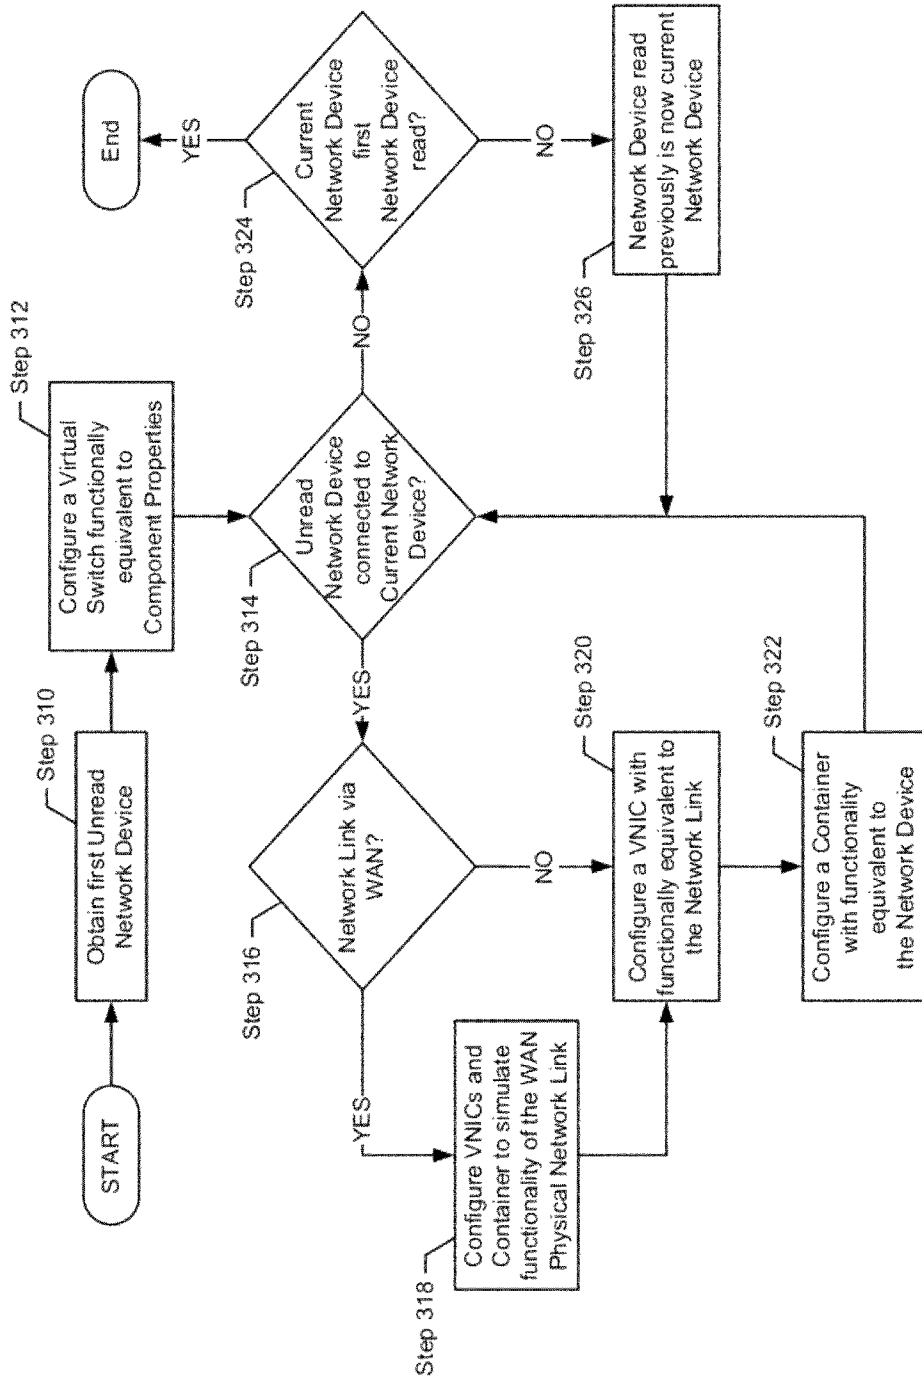 START
Obtain first Unread
Network Device
Step 310
Configure a Virtual
Switch functionally
equivalent to
Component Properties
Step 312
Unread
Network Device
connected to
Current Network
Device?
Step 314
YES
NO
Network Link via
WAN?
Step 316
YES
NO
Configure VNICs and
Container to simulate
functionality of the WAN
Physical Network Link
Step 318
Configure a VNIC with
functionally equivalent to
the Network Link
Step 320
Configure a Container
with functionality
equivalent to
the Network Device
Step 322
Current
Network Device
first
Network Device
read?
Step 324
YES
NO
End
Network Device read
previously is now current
Network Device
Step 326